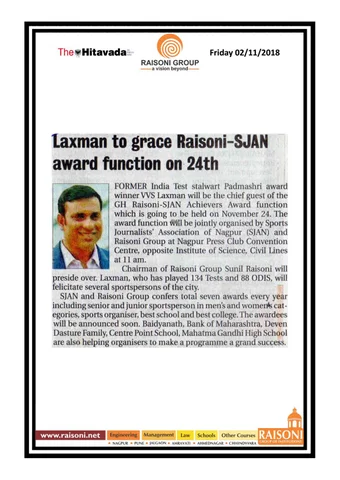 The Hitavada
RAISONI GROUP
a vision beyond
Friday 02/11/2018
Laxman to grace Raisoni-SJAN
award function on 24th
FORMER India Test stalwart Padmashri award
winner VVS Laxman will be the chief guest of the
GH Raisoni-SJAN Achievers Award function
which is going to be held on November 24. The
award function will be jointly organised by Sports
Journalists' Association of Nagpur (SJAN) and
Raisoni Group at Nagpur Press Club Convention
Centre, opposite Institute of Science, Civil Lines
at 11 am.
Chairman of Raisoni Group Sunil Raisoni will
preside over. Laxman, who has played 134 Tests and 88 ODIS, will
felicitate several sportspersons of the city.
SJAN and Raisoni Group confers total seven awards every year
including senior and junior sportsperson in men's and women's cat-
egories, sports organiser, best school and best college. The awardees
will be announced soon. Baidyanath, Bank of Maharashtra, Deven
Dasture Family, Centre Point School, Mahatma Gandhi High School
are also helping organisers to make a programme a grand success.
www.raisoni.net Engineering Management Law Schools Other Courses
• NAGPUR • PUNE • JALGAON • AMRAVATI • AHMEDNAGAR • CHHINDWARA
RAISONI